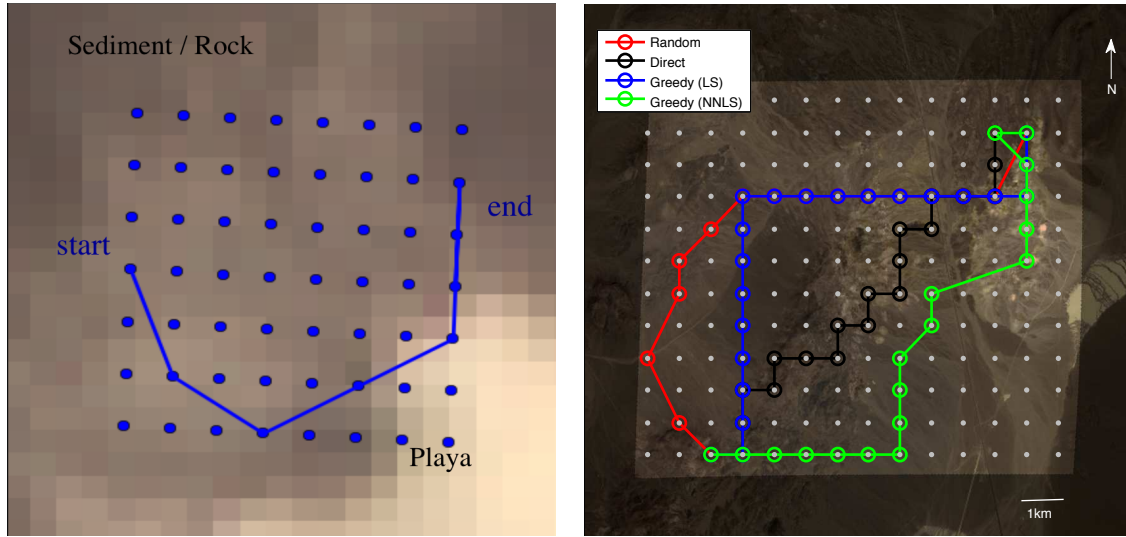 Sediment / Rock
start
end
Playa
Random
Direct
Greedy (LS)
Greedy (NNLS)
N
1km